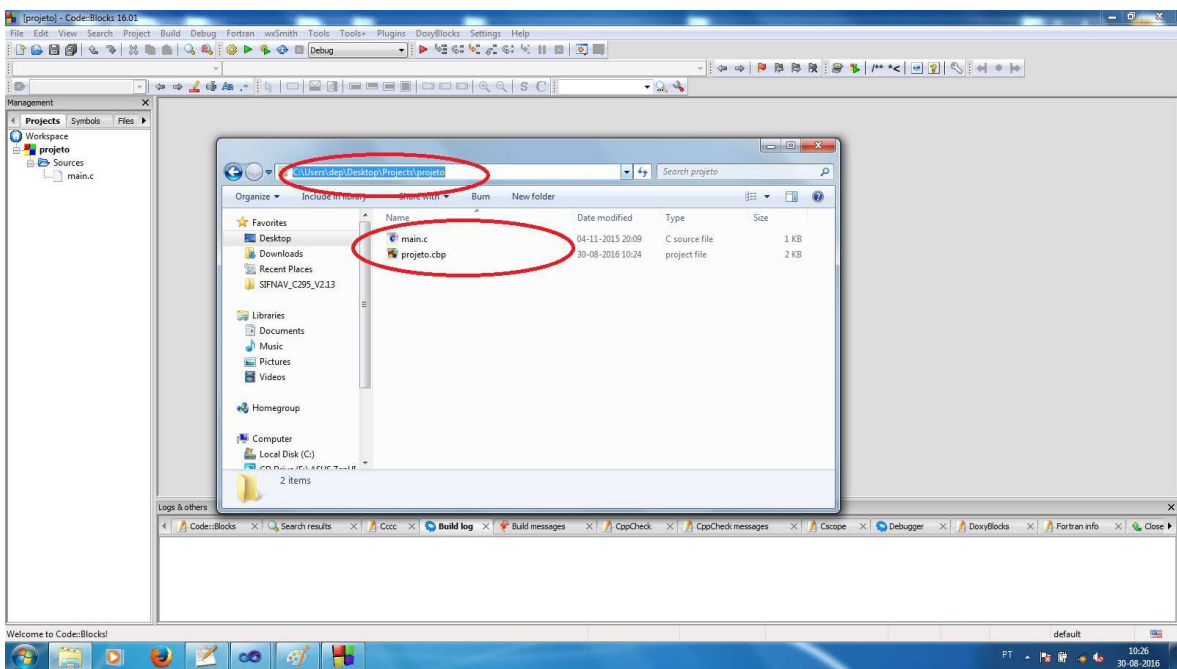 [projeto] - Code::Blocks 16.01
File Edit View Search Project Build Debug Fortran wxSmith Tools Tools+ Plugins DoxyBlocks Settings Help
Debug
/** *<
S C
Management
Projects Symbols Files
Workspace
projeto
Sources
main.c
C:\Users\dep\Desktop\Projects\projeto
Search projeto
Organize Include in library Share with Burn New folder
Name Date modified Type Size
Favorites
Desktop
Downloads
Recent Places
SIFNAV_C295_V2.13
Libraries
Documents
Music
Pictures
Videos
Homegroup
Computer
Local Disk (C:)
main.c 04-11-2015 20:09 C source file 1 KB
projeto.cbp 30-08-2016 10:24 project file 2 KB
2 items
Logs & others
Code::Blocks Search results Cccc Build log Build messages CppCheck CppCheck messages Cscope Debugger DoxyBlocks Fortran info Close
Welcome to Code::Blocks!
default
PT
10:26
30-08-2016